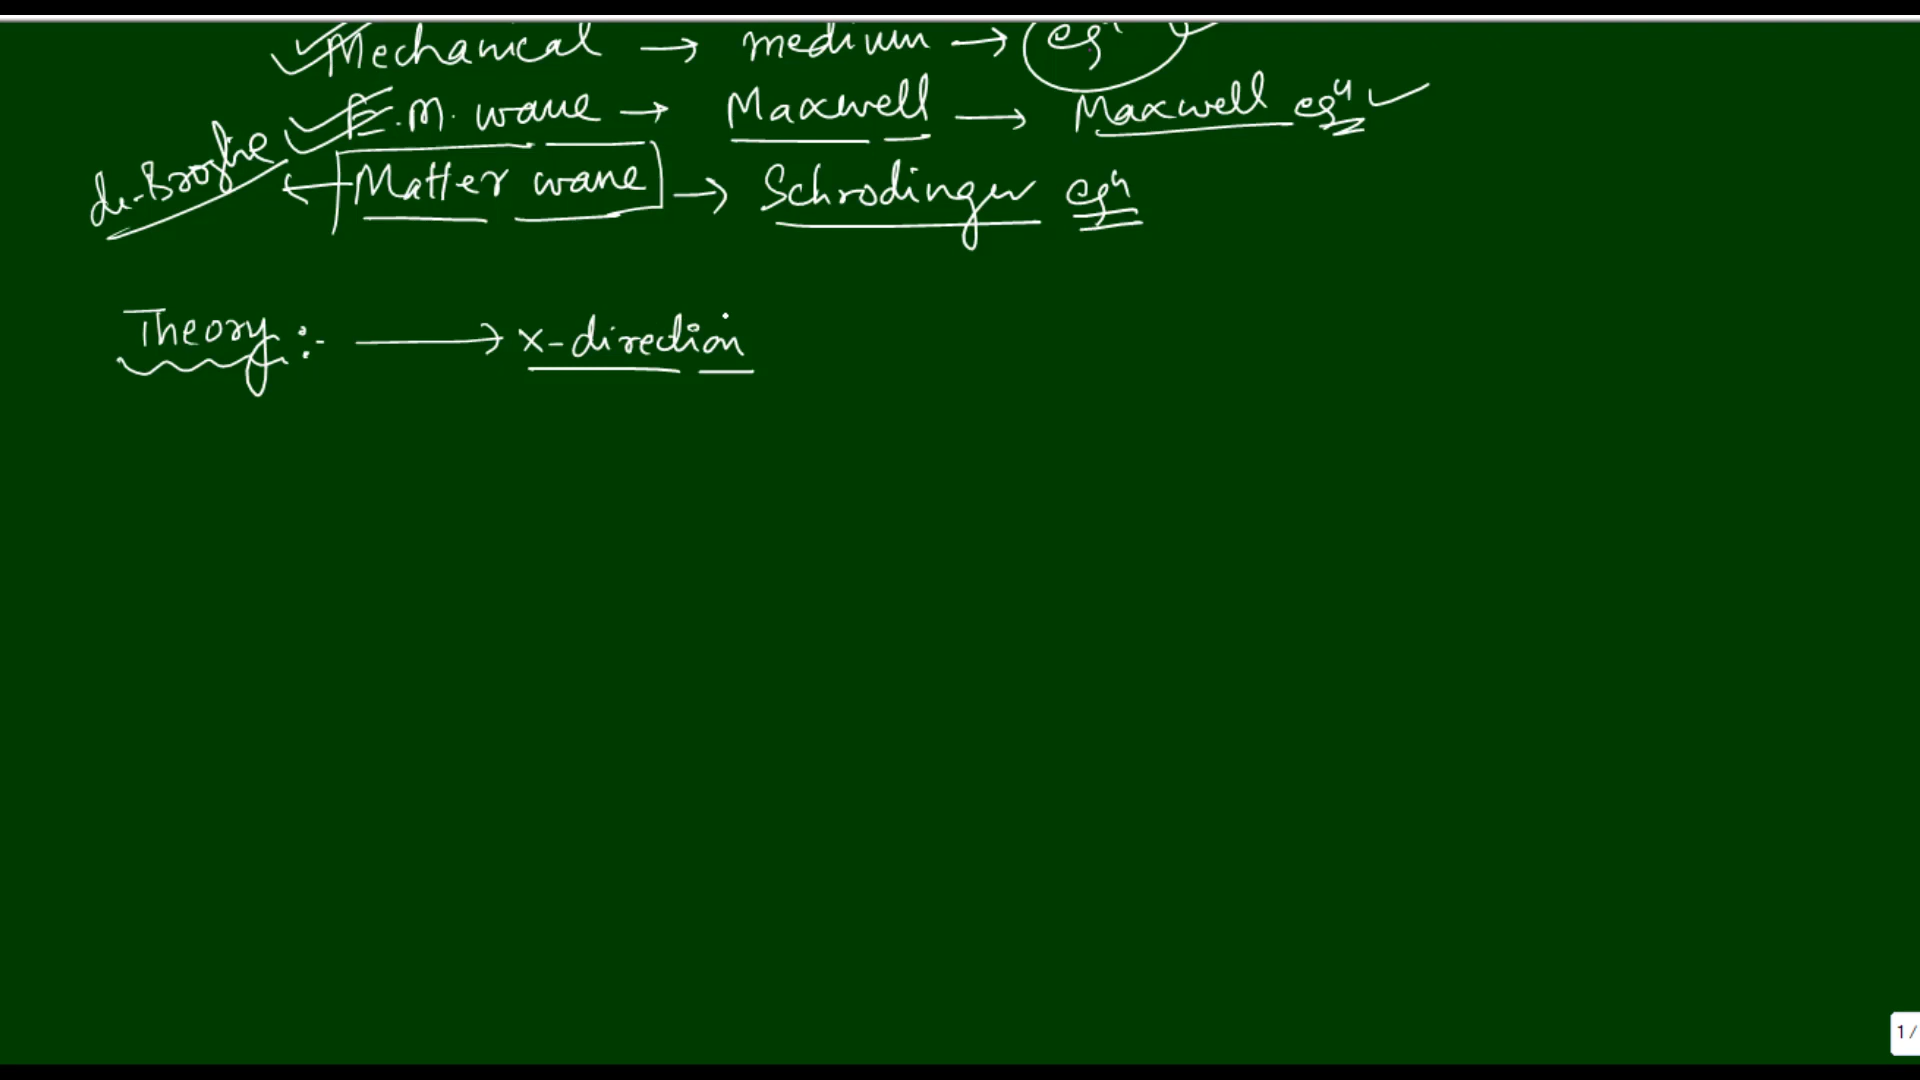 Mechanical → medium → eqⁿ
E.M. wave → Maxwell → Maxwell eqⁿ
de-Broglie ← Matter wave → Schrodinger eqⁿ
Theory :- → x-direction
1 /